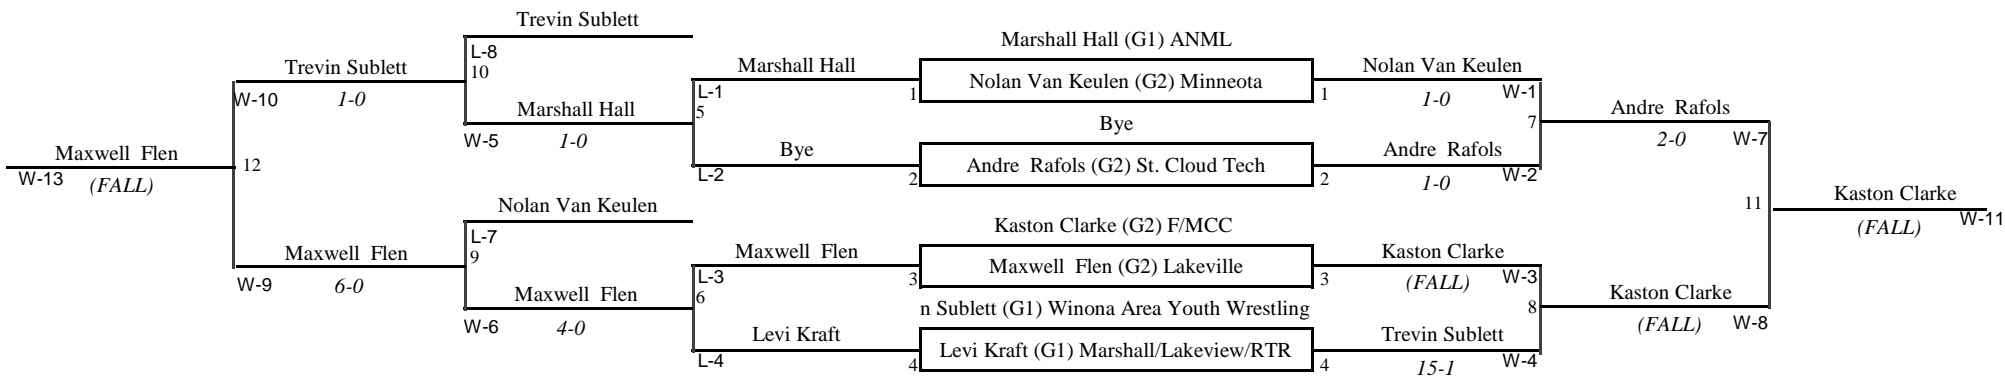 Trevin Sublett
L-8
10
Trevin Sublett
W-10
1-0
Marshall Hall
W-5
1-0
Maxwell Flen
W-13
(FALL)
12
Nolan Van Keulen
L-7
9
Maxwell Flen
W-9
6-0
Maxwell Flen
W-6
4-0
Marshall Hall
L-1
5
1
Bye
L-2
2
Maxwell Flen
L-3
6
3
Levi Kraft
L-4
4
Marshall Hall (G1) ANML
Nolan Van Keulen (G2) Minneota
Bye
Andre Rafols (G2) St. Cloud Tech
Kaston Clarke (G2) F/MCC
Maxwell Flen (G2) Lakeville
n Sublett (G1) Winona Area Youth Wrestling
Levi Kraft (G1) Marshall/Lakeview/RTR
Nolan Van Keulen
1
1-0
W-1
7
Andre Rafols
2
1-0
W-2
Kaston Clarke
3
(FALL)
W-3
8
Trevin Sublett
4
15-1
W-4
Andre Rafols
2-0
W-7
11
Kaston Clarke
(FALL)
W-8
Kaston Clarke
(FALL)
W-11